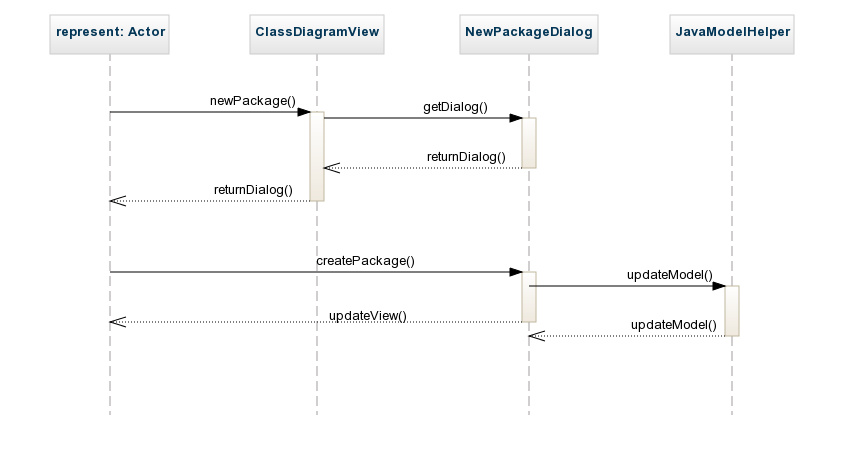 represent: Actor
ClassDiagramView
NewPackageDialog
JavaModelHelper
newPackage()
getDialog()
returnDialog()
returnDialog()
createPackage()
updateModel()
updateView()
updateModel()